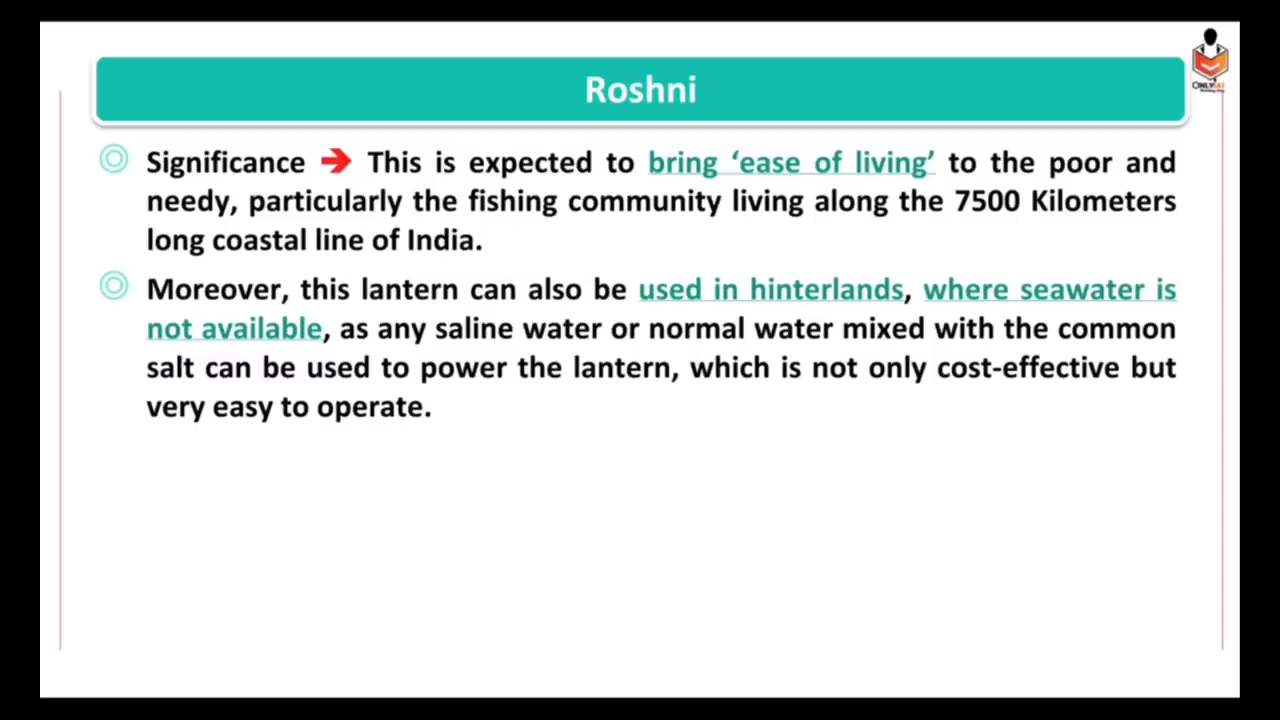 Roshni
Significance ➔ This is expected to bring ‘ease of living’ to the poor and
needy, particularly the fishing community living along the 7500 Kilometers
long coastal line of India.
Moreover, this lantern can also be used in hinterlands, where seawater is
not available, as any saline water or normal water mixed with the common
salt can be used to power the lantern, which is not only cost-effective but
very easy to operate.